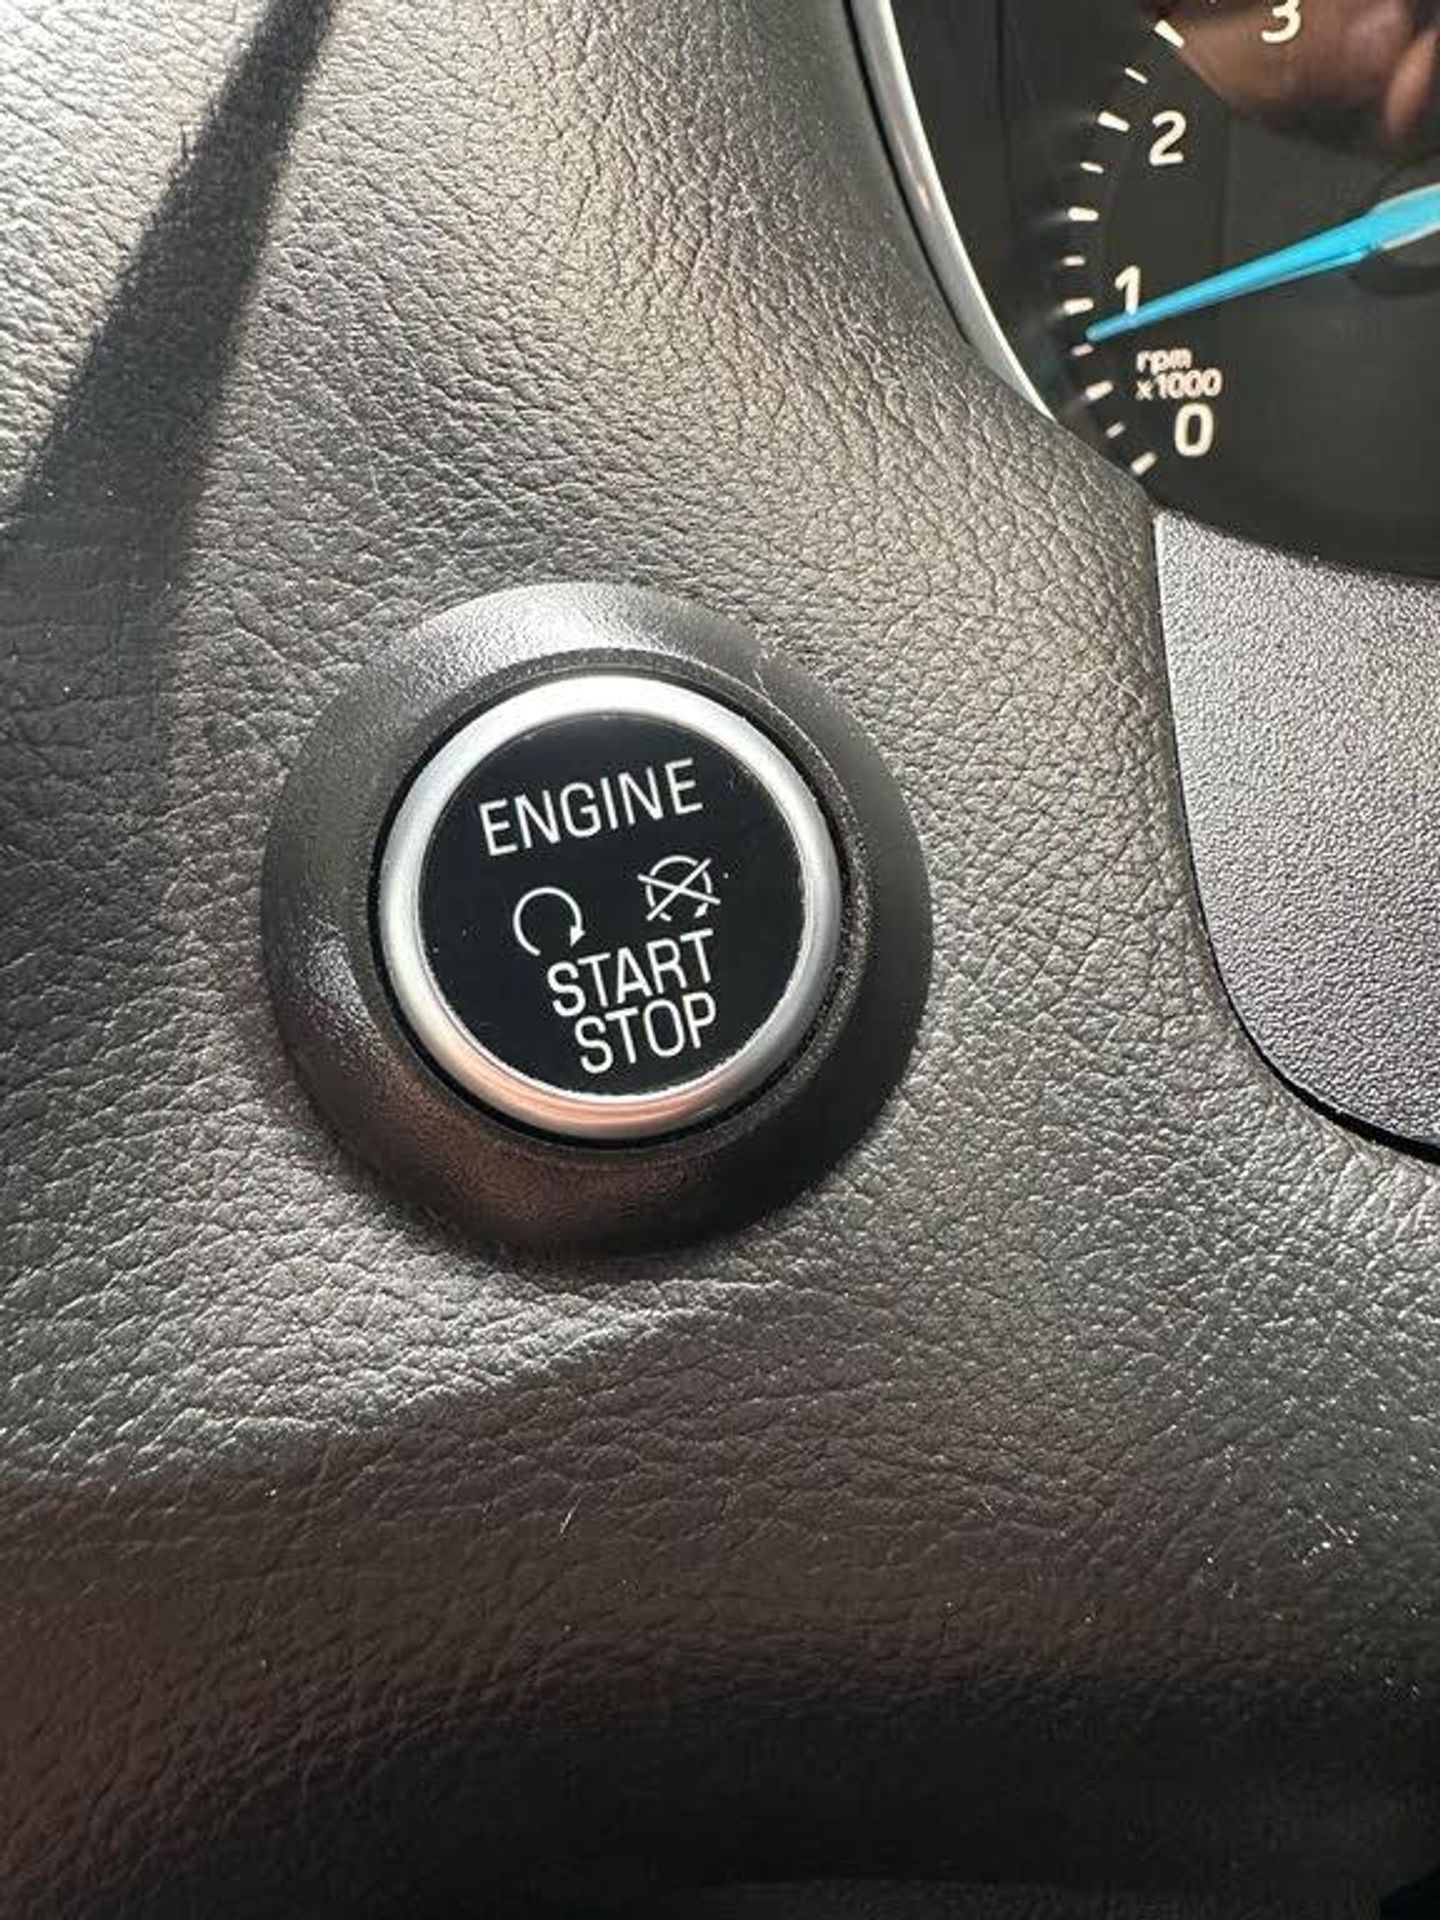 3
2
1
rpm
x1000
0
ENGINE
START
STOP